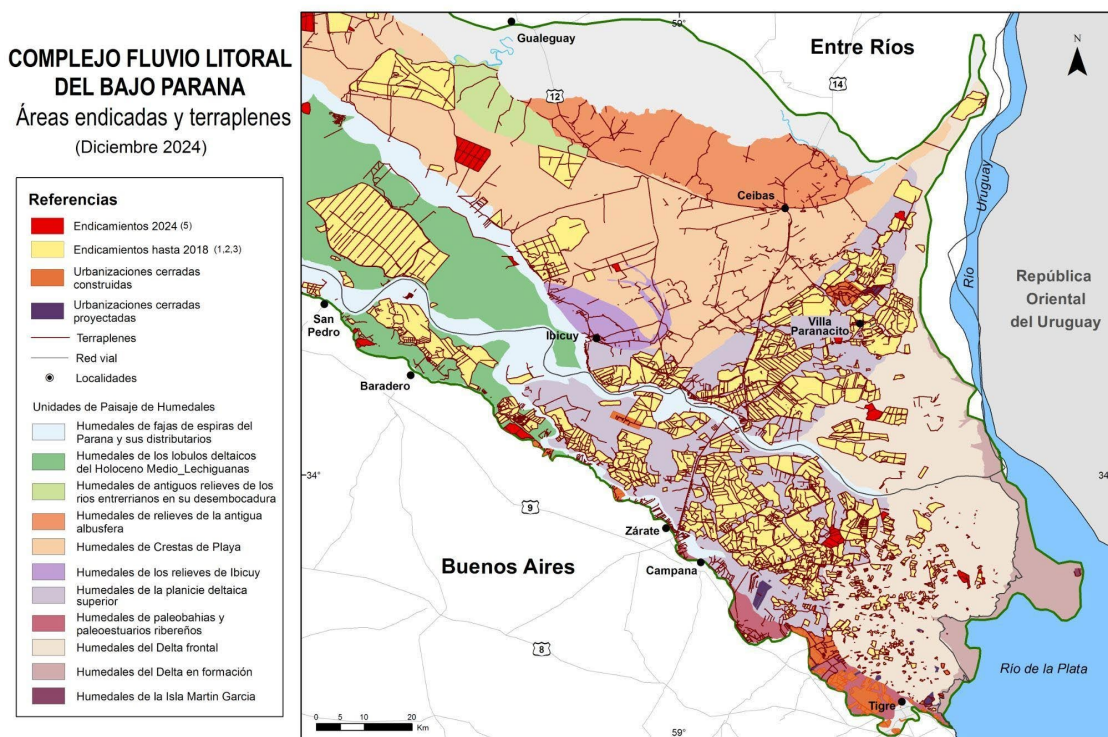 COMPLEJO FLUVIO LITORAL
DEL BAJO PARANA
Áreas endicadas y terraplenes
(Diciembre 2024)
Referencias
Endicamientos 2024 (5)
Endicamientos hasta 2018 (1,2,3)
Urbanizaciones cerradas
construidas
Urbanizaciones cerradas
proyectadas
Terraplenes
Red vial
Localidades
Unidades de Paisaje de Humedales
Humedales de fajas de espiras del
Parana y sus distributarios
Humedales de los lobulos deltaicos
del Holoceno Medio_Lechiguanas
Humedales de antiguos relieves de los
rios entrerrianos en su desembocadura
Humedales de relieves de la antigua
albusfera
Humedales de Crestas de Playa
Humedales de los relieves de Ibicuy
Humedales de la planicie deltaica
superior
Humedales de paleobahias y
paleoestuarios ribereños
Humedales del Delta frontal
Humedales del Delta en formación
Humedales de la Isla Martin Garcia
59°
Gualeguay
Entre Ríos
N
12
14
Ceibas
Río Uruguay
República
Oriental
del Uruguay
San
Pedro
Ibicuy
Villa
Paranacito
Baradero
34°
34°
9
Zárate
Buenos Aires
Campana
8
Río de la Plata
Tigre
0 5 10 20
Km
59°